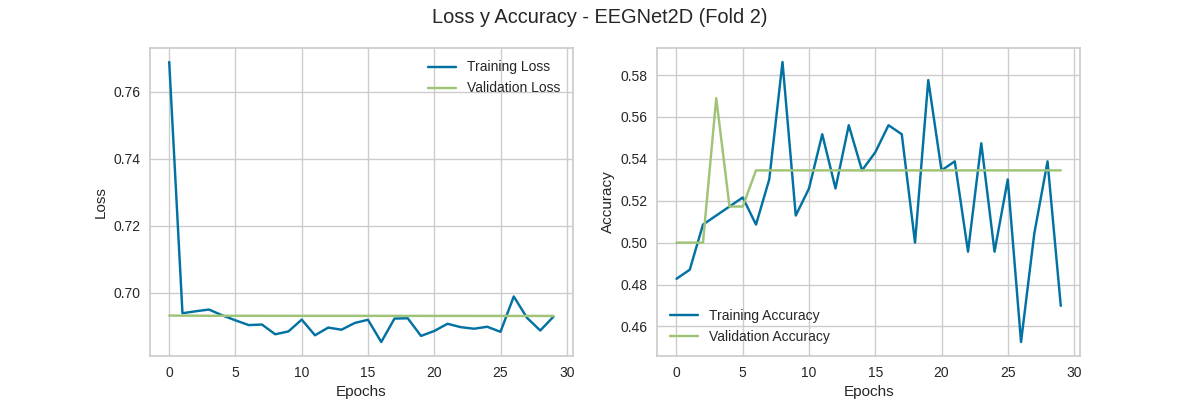 Loss y Accuracy - EEGNet2D (Fold 2)
Training Loss
Validation Loss
0.76
0.74
0.72
0.70
Loss
0 5 10 15 20 25 30
Epochs
0.58
0.56
0.54
0.52
0.50
0.48
0.46
Accuracy
Training Accuracy
Validation Accuracy
0 5 10 15 20 25 30
Epochs